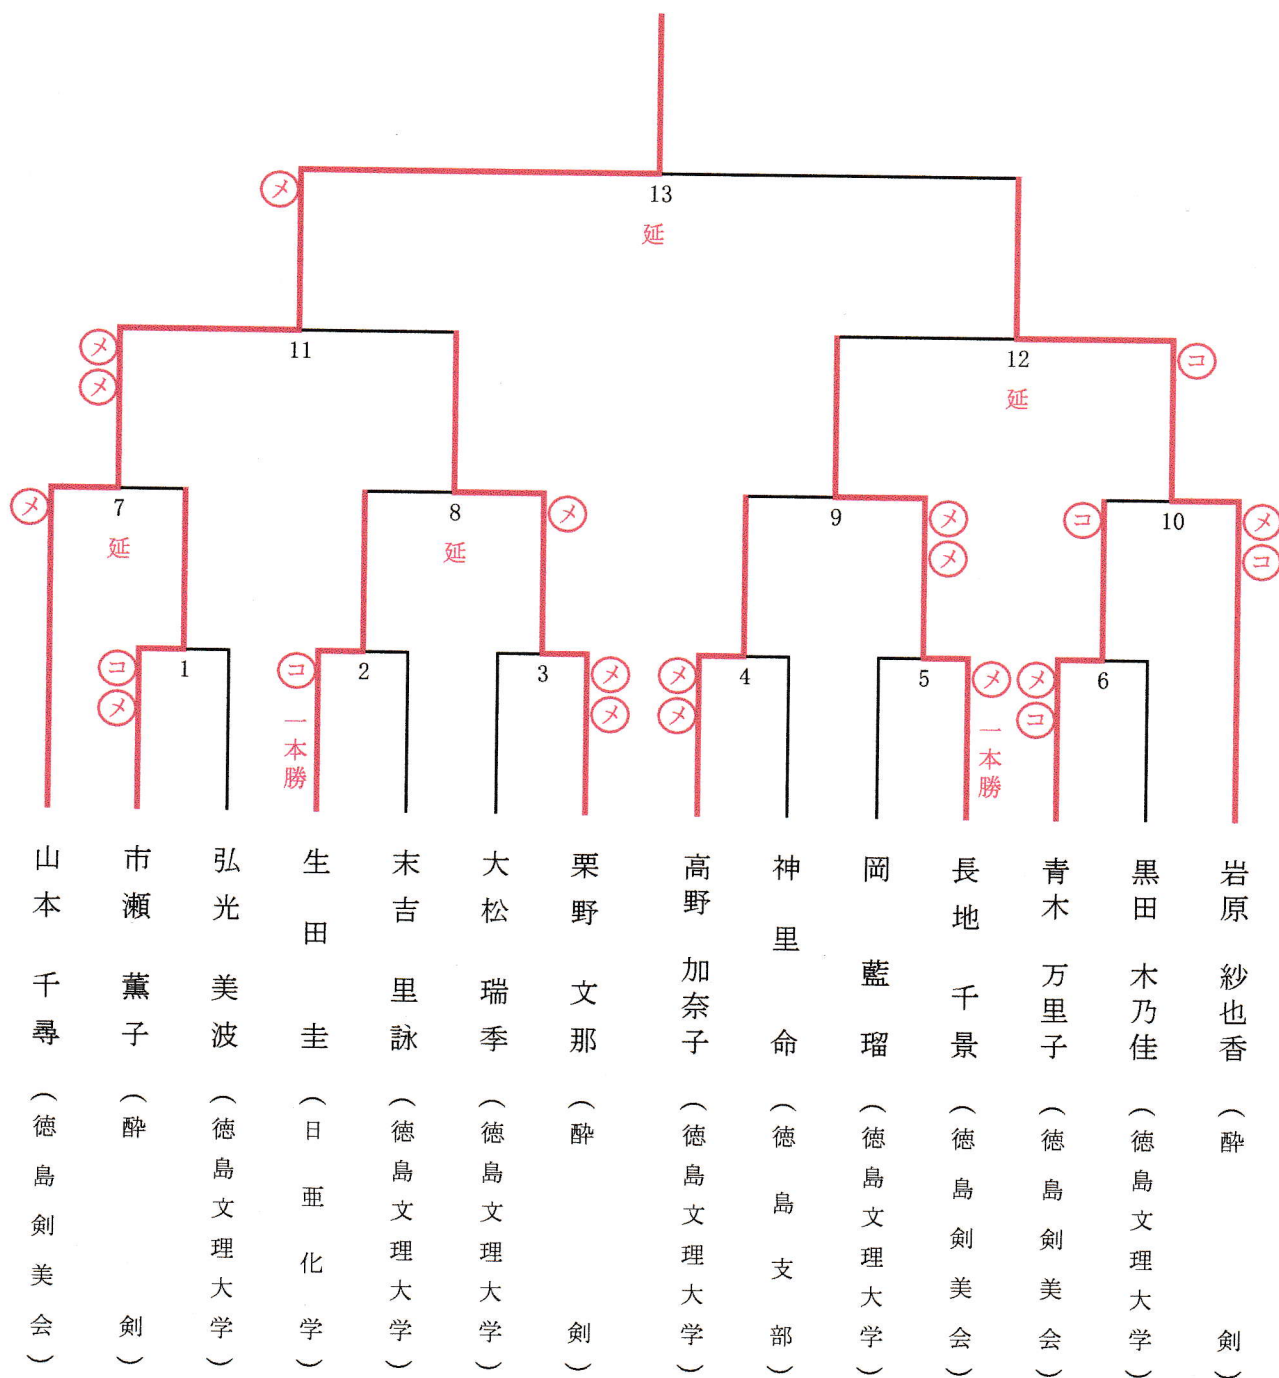 メ
13
延
メ
メ
11
12
延
コ
メ
7
延
8
延
メ
9
メ
メ
コ
10
メ
コ
コ
メ
1
コ
一本勝
2
3
メ
メ
メ
メ
4
5
メ
一本勝
メ
コ
6
山本 千尋 (徳島剣美会)
市瀬 薫子 (酔剣)
弘光 美波 (徳島文理大学)
生田 圭 (日亜化学)
末吉 里詠 (徳島文理大学)
大松 瑞季 (徳島文理大学)
栗野 文那 (酔剣)
高野 加奈子 (徳島文理大学)
神里 命 (徳島支部)
岡 藍瑠 (徳島文理大学)
長地 千景 (徳島剣美会)
青木 万里子 (徳島剣美会)
黒田 木乃佳 (徳島文理大学)
岩原 紗也香 (酔剣)